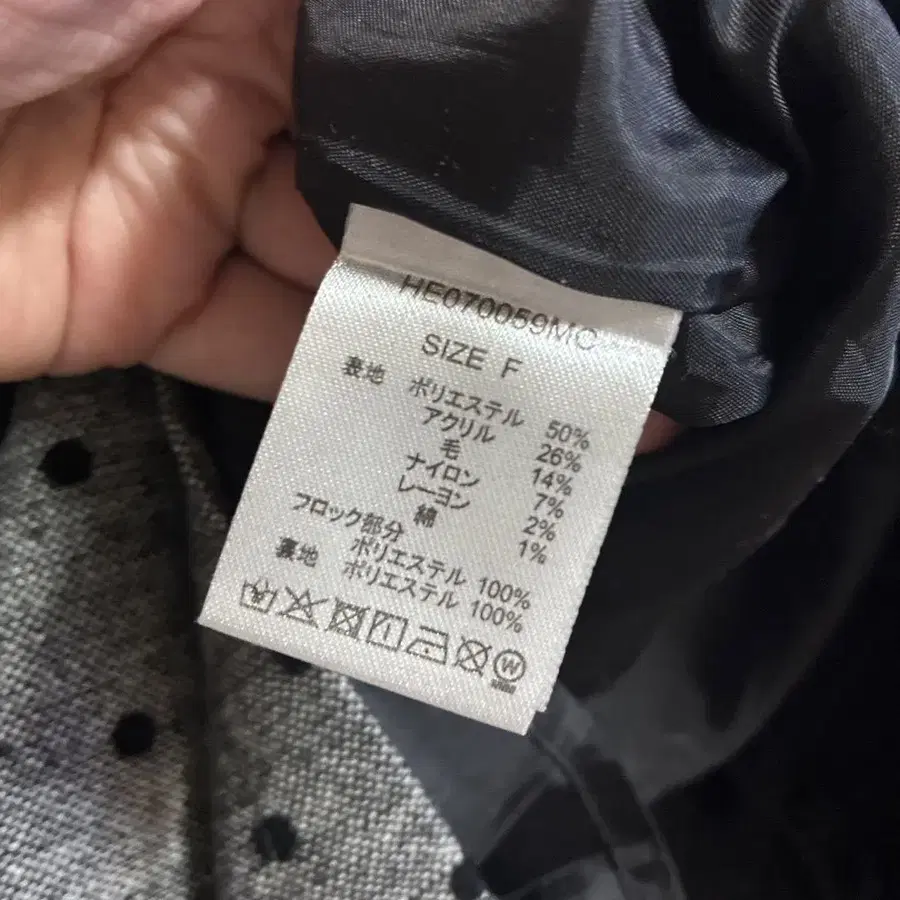 HE070059MC
SIZE F
表地 ポリエステル 50%
アクリル 26%
毛 14%
ナイロン 7%
レーヨン 2%
綿 1%
フロック部分
ポリエステル 100%
裏地 ポリエステル 100%
W